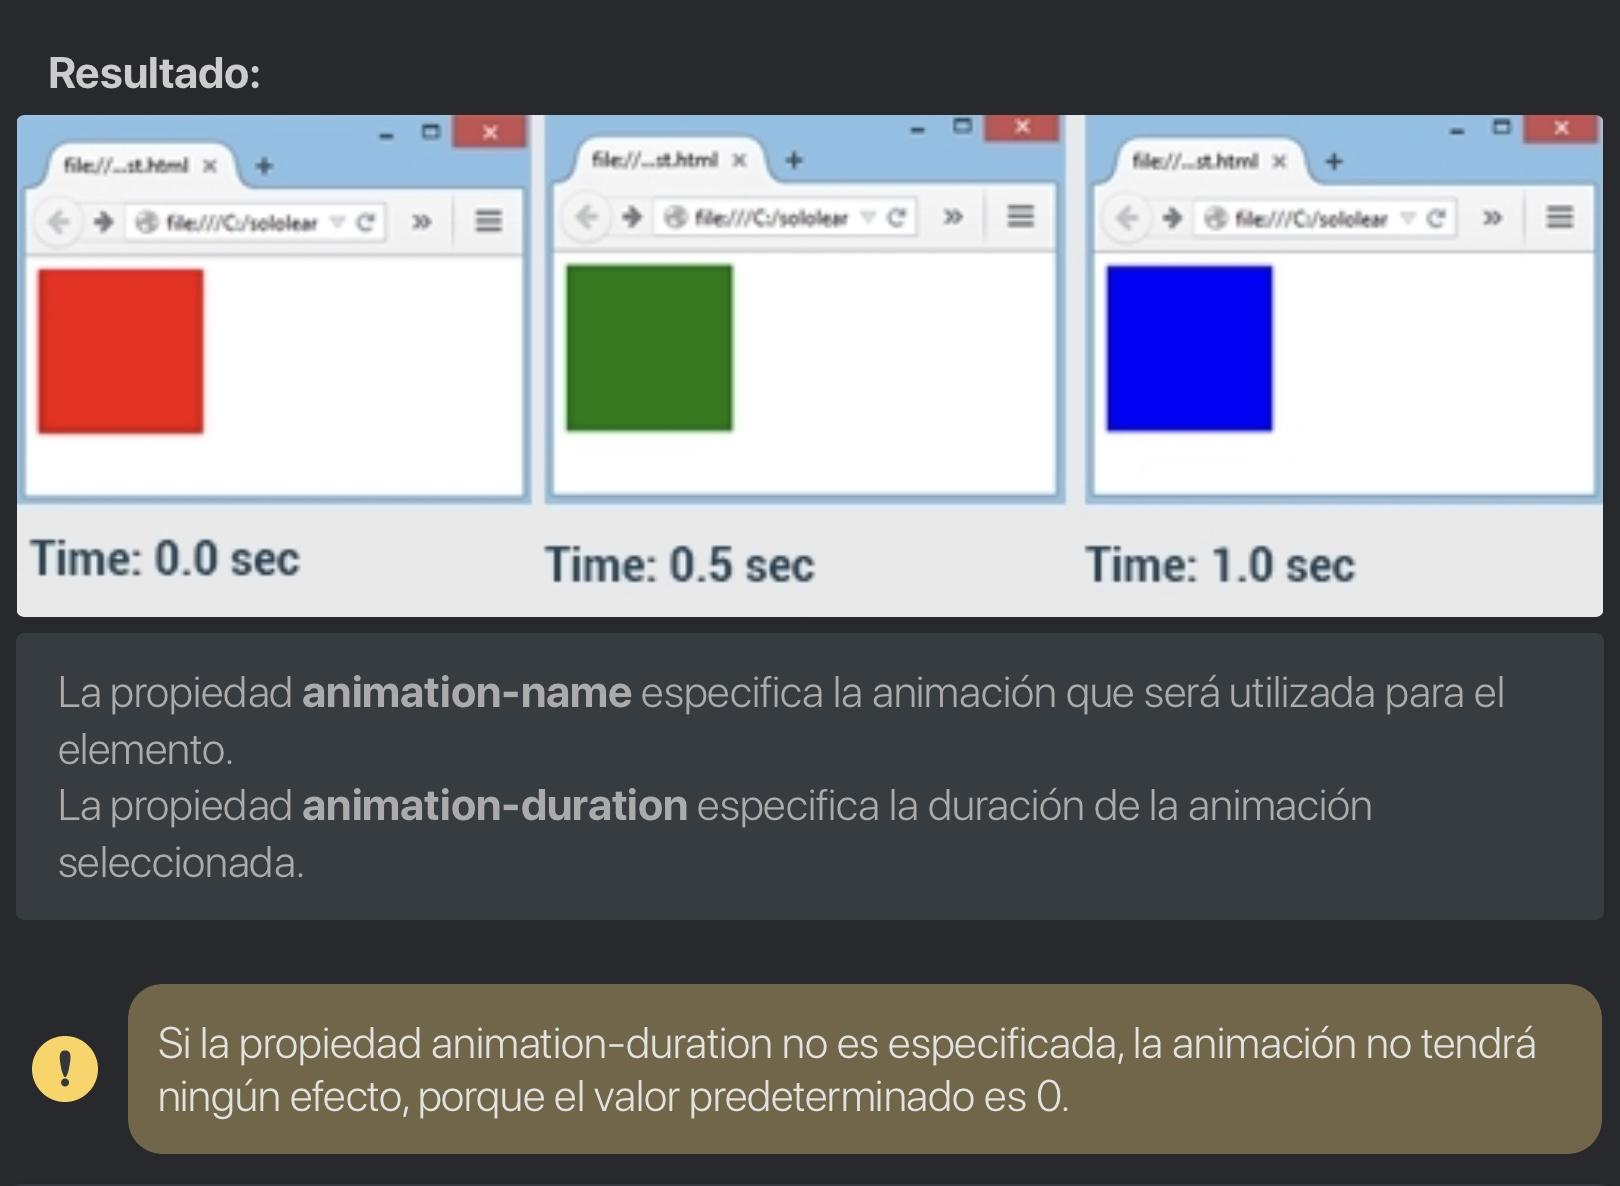 Resultado:
file://...st.html
file:///C:/sololear
file://...st.html
file:///C:/sololear
file://...st.html
file:///C:/sololear
Time: 0.0 sec
Time: 0.5 sec
Time: 1.0 sec
La propiedad animation-name especifica la animación que será utilizada para el
elemento.
La propiedad animation-duration especifica la duración de la animación
seleccionada.
Si la propiedad animation-duration no es especificada, la animación no tendrá
ningún efecto, porque el valor predeterminado es 0.